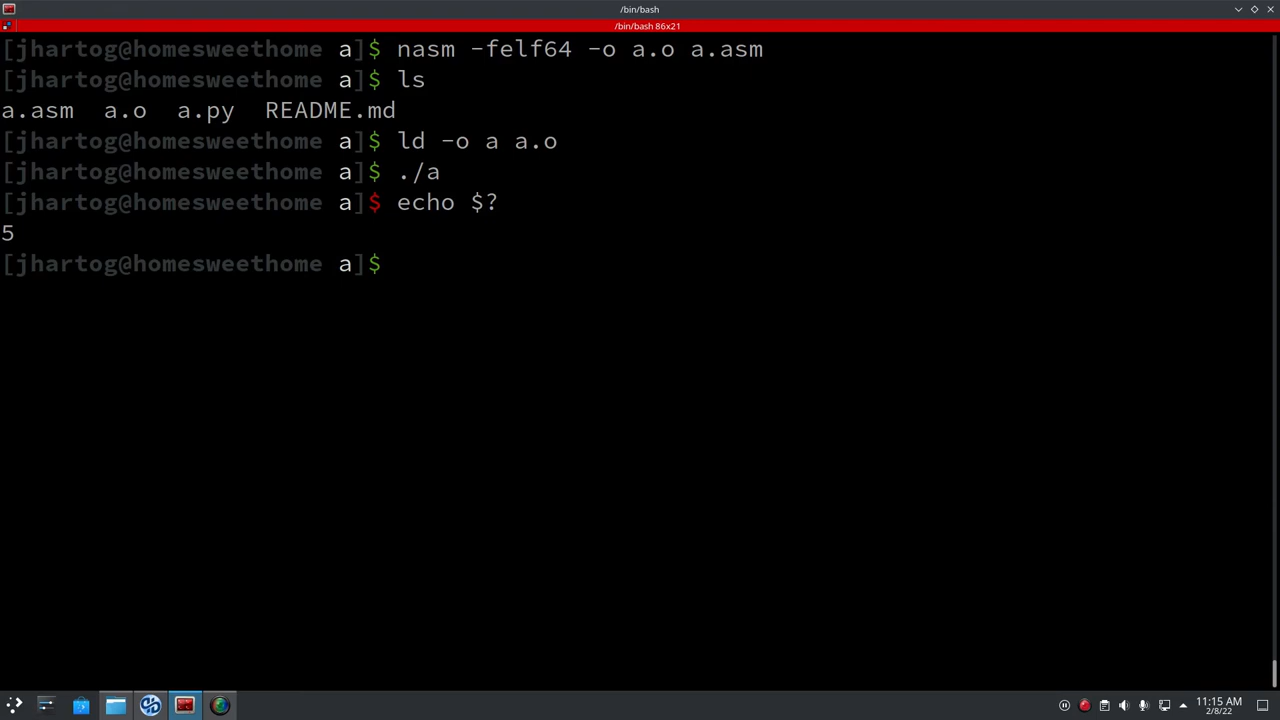 /bin/bash
/bin/bash 86x21
[jhartog@homesweethome a]$ nasm -felf64 -o a.o a.asm
[jhartog@homesweethome a]$ ls
a.asm  a.o  a.py  README.md
[jhartog@homesweethome a]$ ld -o a a.o
[jhartog@homesweethome a]$ ./a
[jhartog@homesweethome a]$ echo $?
5
[jhartog@homesweethome a]$
11:15 AM
2/8/22